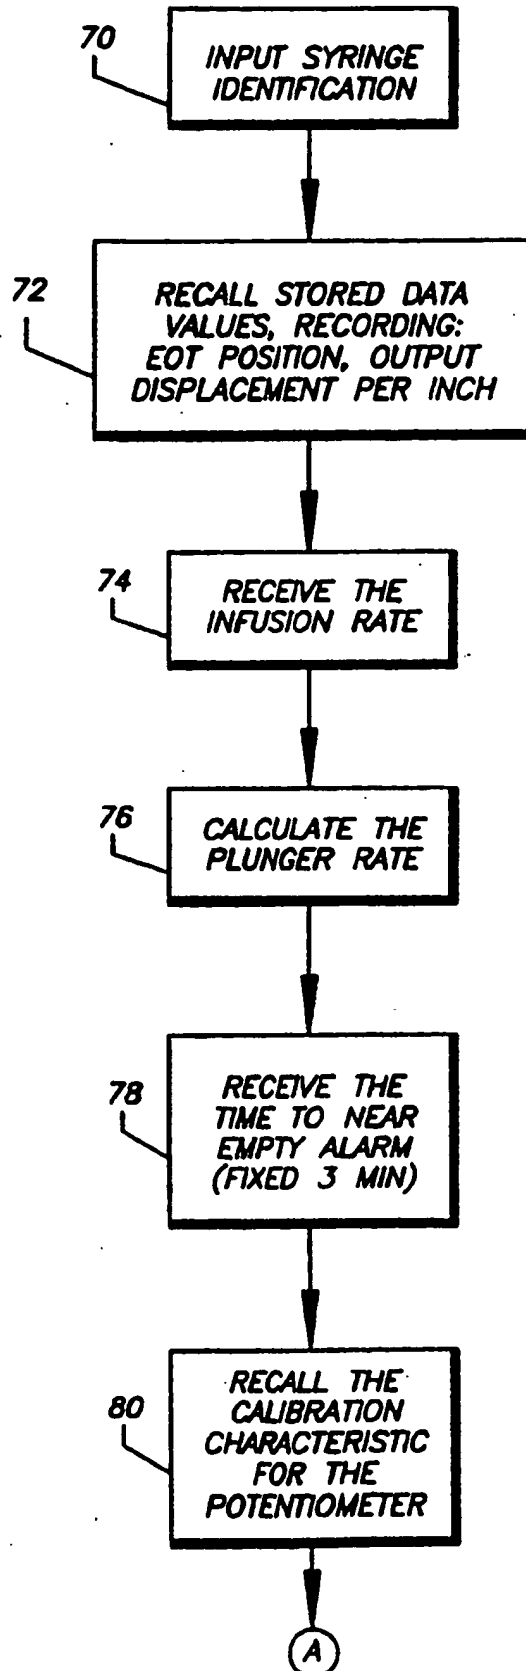 70
INPUT SYRINGE
IDENTIFICATION
72
RECALL STORED DATA
VALUES, RECORDING:
EOT POSITION, OUTPUT
DISPLACEMENT PER INCH
74
RECEIVE THE
INFUSION RATE
76
CALCULATE THE
PLUNGER RATE
78
RECEIVE THE
TIME TO NEAR
EMPTY ALARM
(FIXED 3 MIN)
80
RECALL THE
CALIBRATION
CHARACTERISTIC
FOR THE
POTENTIOMETER
A